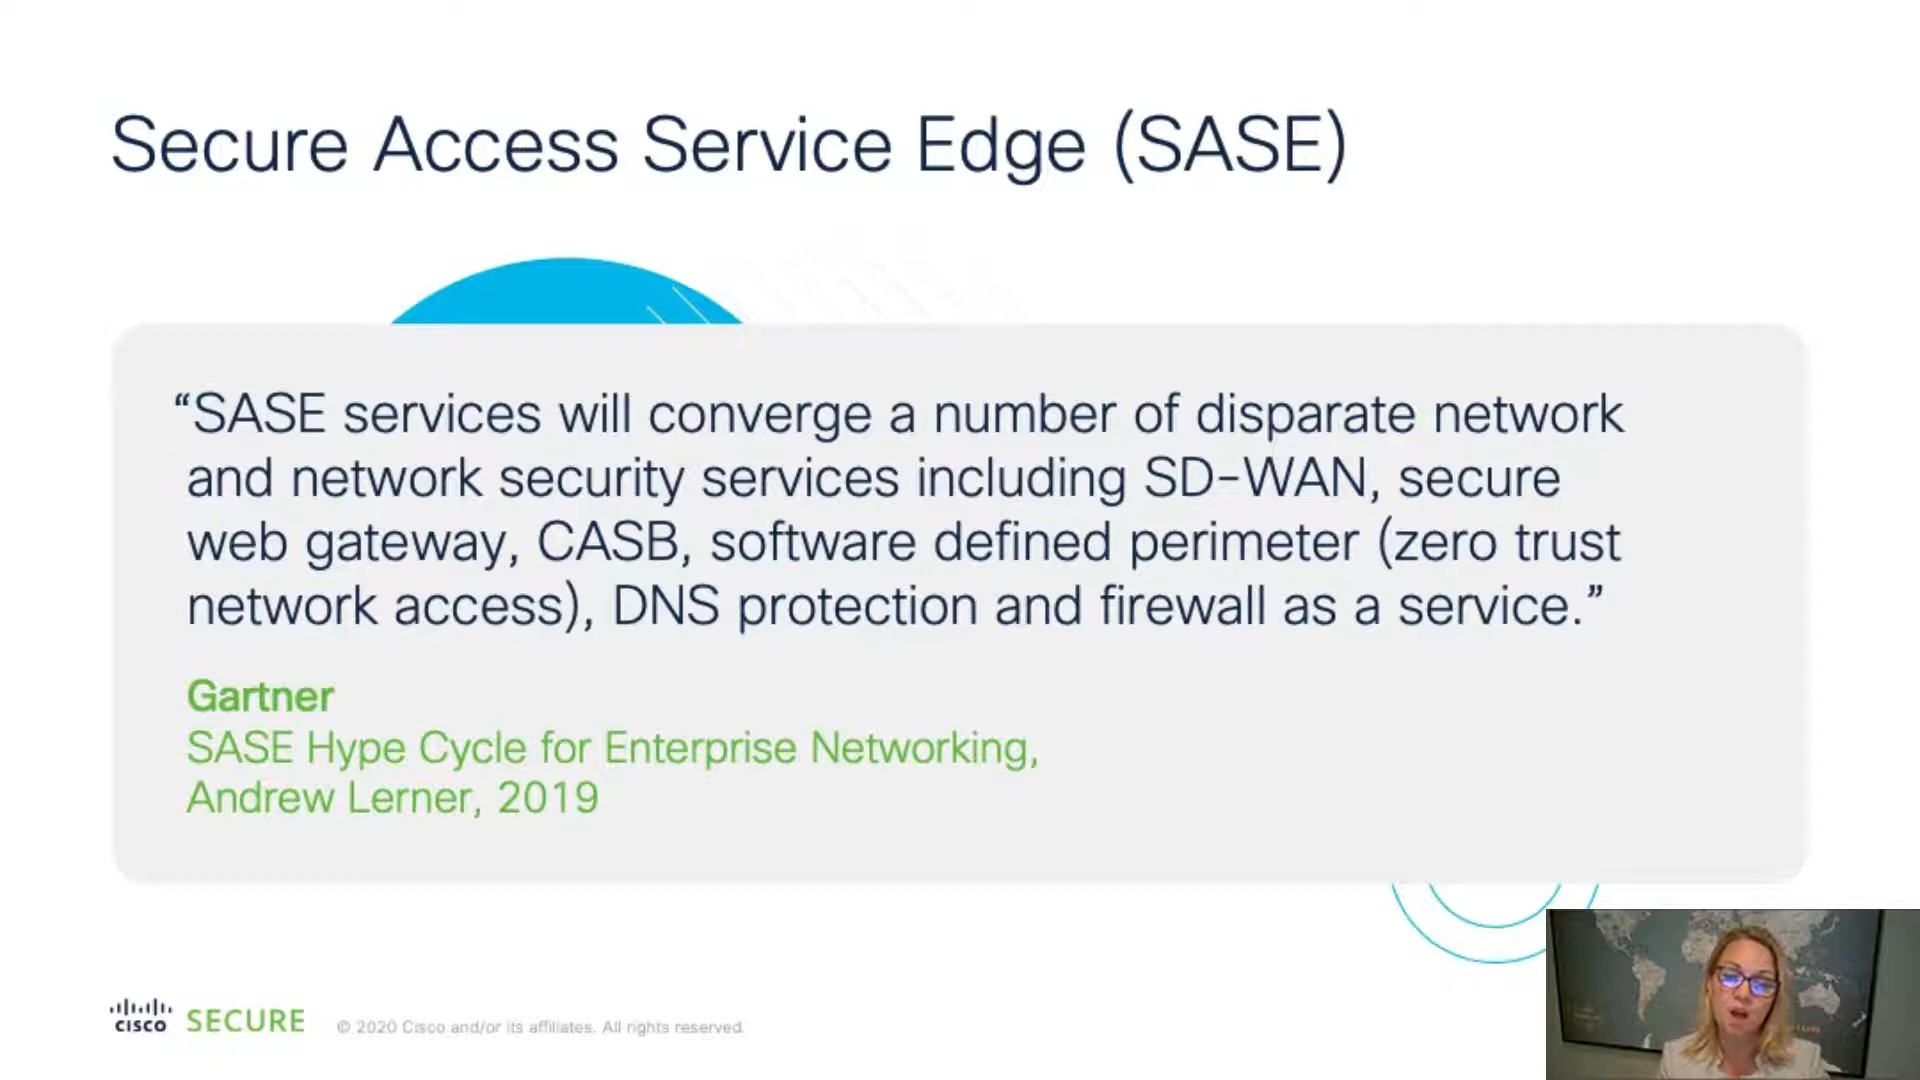 Secure Access Service Edge (SASE)
“SASE services will converge a number of disparate network
and network security services including SD-WAN, secure
web gateway, CASB, software defined perimeter (zero trust
network access), DNS protection and firewall as a service.”
Gartner
SASE Hype Cycle for Enterprise Networking,
Andrew Lerner, 2019
CISCO SECURE © 2020 Cisco and/or its affiliates. All rights reserved.